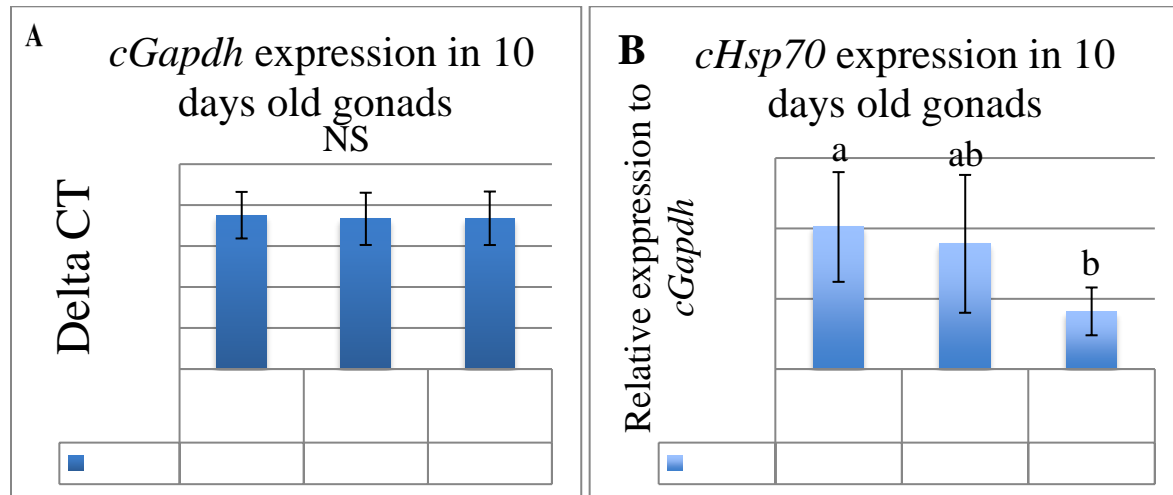 A
cGapdh expression in 10
days old gonads
NS
Delta CT
B
cHsp70 expression in 10
days old gonads
Relative exppression to
cGapdh
a
ab
b